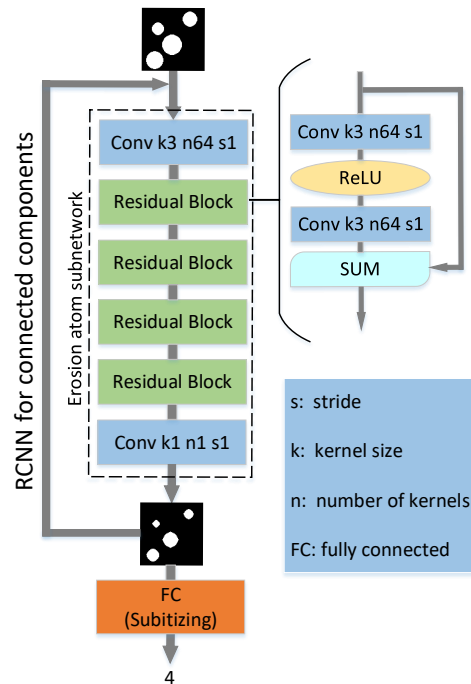 RCNN for connected components
Erosion atom subnetwork
Conv k3 n64 s1
Residual Block
Residual Block
Residual Block
Residual Block
Conv k1 n1 s1
FC
(Subitizing)
4
Conv k3 n64 s1
ReLU
Conv k3 n64 s1
SUM
s: stride
k: kernel size
n: number of kernels
FC: fully connected